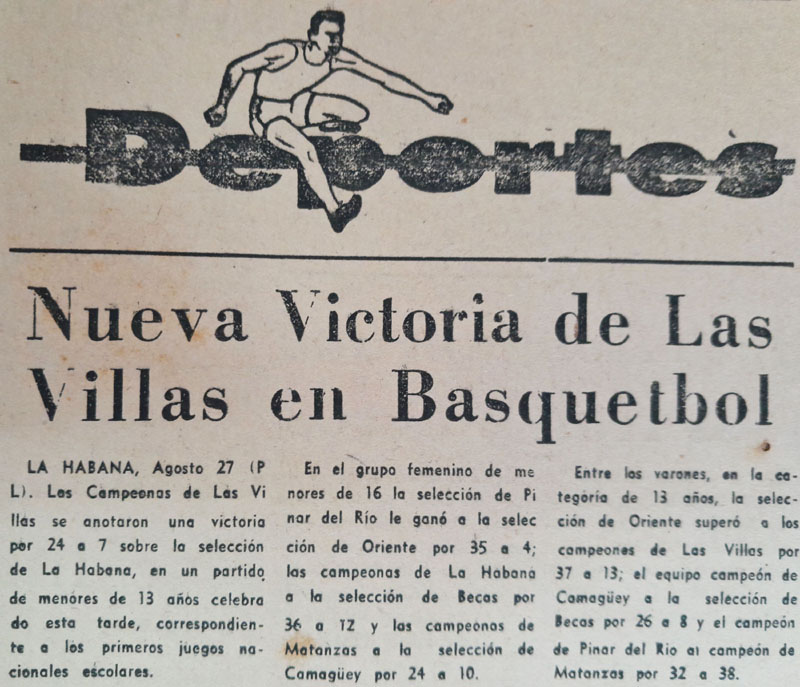 Deportes
Nueva Victoria de Las
Villas en Basquetbol
LA HABANA, Agosto 27 (P
L). Las Campeonas de Las Vi
llas se anotaron una victoria
por 24 a 7 sobre la selección
de La Habana, en un partido
de menores de 13 años celebra
do esta tarde, correspondien-
te a los primeros juegos na-
cionales escolares.
En el grupo femenino de me
nores de 16 la selección de Pi
nar del Río le ganó a la selec
ción de Oriente por 35 a 4;
las campeonas de La Habana
a la selección de Becas por
36 a 12 y las campeonas de
Matanzas a la selección de
Camagüey por 24 a 10.
Entre los varones, en la ca-
tegoría de 13 años, la selec-
ción de Oriente superó a los
campeones de Las Villas por
37 a 13; el equipo campeón de
Camagüey a la selección de
Becas por 26 a 8 y el campeón
de Pinar del Río al campeón de
Matanzas por 32 a 38.